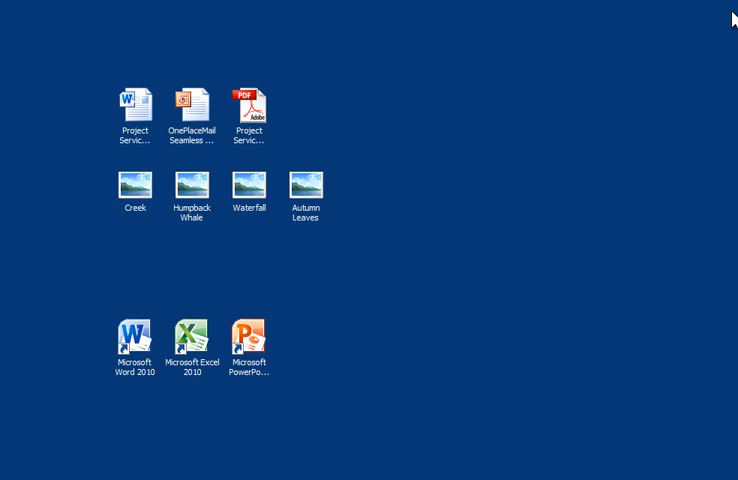 Project
Servic...
OnePlaceMail
Seamless ...
PDF
Adobe
Project
Servic...
Creek
Humpback
Whale
Waterfall
Autumn
Leaves
Microsoft
Word 2010
Microsoft Excel
2010
Microsoft
PowerPo...